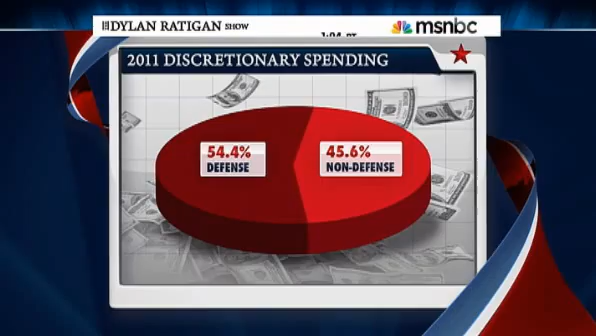 THE DYLAN RATIGAN SHOW
msnbc
2011 DISCRETIONARY SPENDING
54.4%
DEFENSE
45.6%
NON-DEFENSE